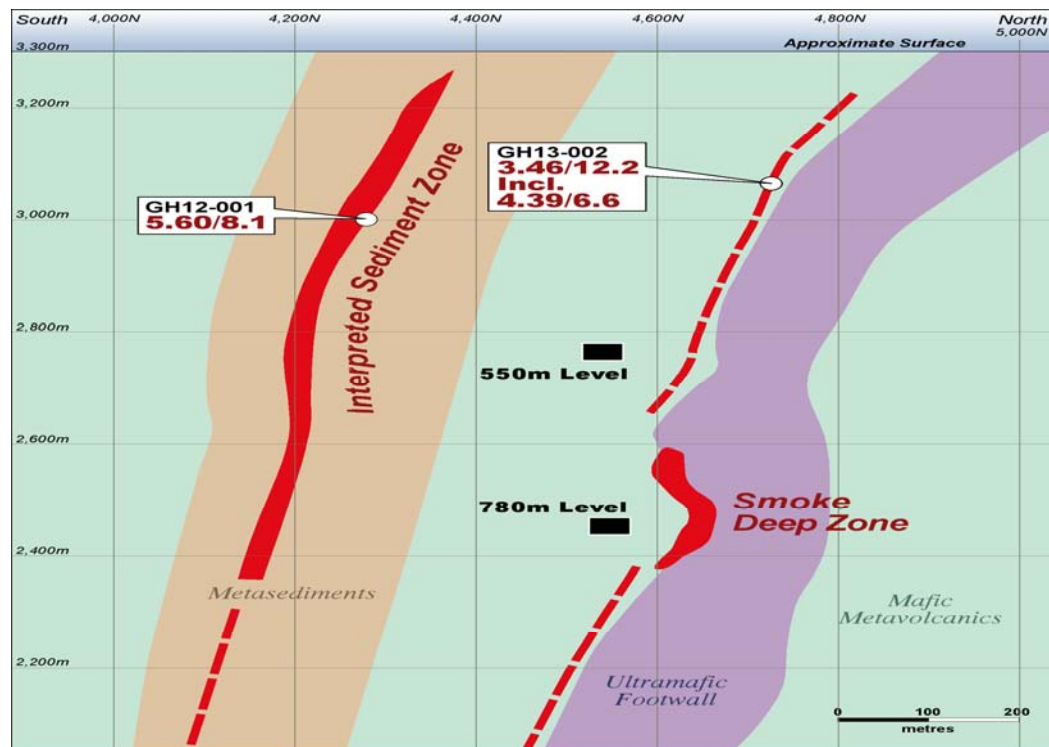 South 4,000N 4,200N 4,400N 4,600N 4,800N North
5,000N
3,300m Approximate Surface
3,200m
GH13-002
3.46/12.2
Incl.
4.39/6.6
GH12-001
5.60/8.1
3,000m
Interpreted Sediment Zone
2,800m
550m Level
2,600m
Smoke
Deep Zone
780m Level
2,400m
Metasediments
Mafic
Metavolcanics
2,200m
Ultramafic
Footwall
0 100 200
metres